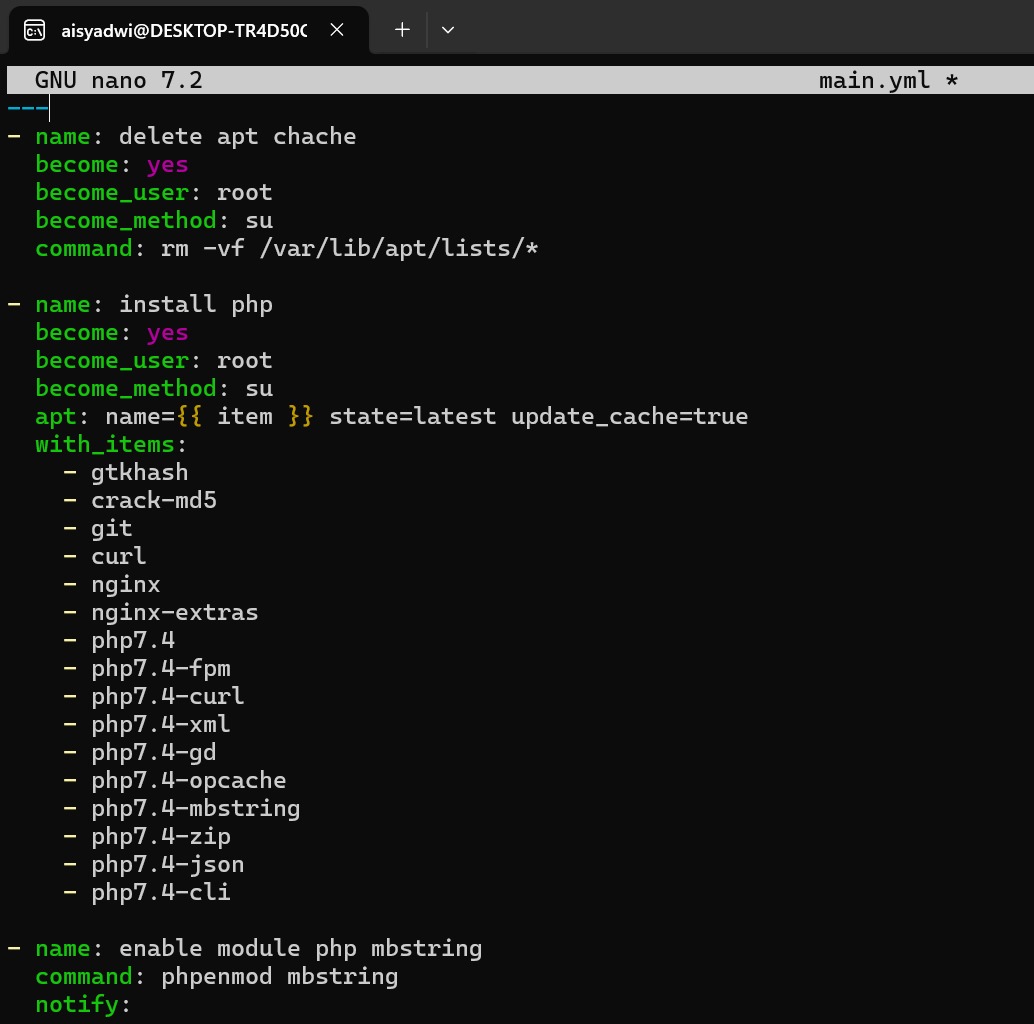 aisyadwi@DESKTOP-TR4D50
GNU nano 7.2 main.yml *
---
- name: delete apt chache
  become: yes
  become_user: root
  become_method: su
  command: rm -vf /var/lib/apt/lists/*

- name: install php
  become: yes
  become_user: root
  become_method: su
  apt: name={{ item }} state=latest update_cache=true
  with_items:
    - gtkhash
    - crack-md5
    - git
    - curl
    - nginx
    - nginx-extras
    - php7.4
    - php7.4-fpm
    - php7.4-curl
    - php7.4-xml
    - php7.4-gd
    - php7.4-opcache
    - php7.4-mbstring
    - php7.4-zip
    - php7.4-json
    - php7.4-cli

- name: enable module php mbstring
  command: phpenmod mbstring
  notify: